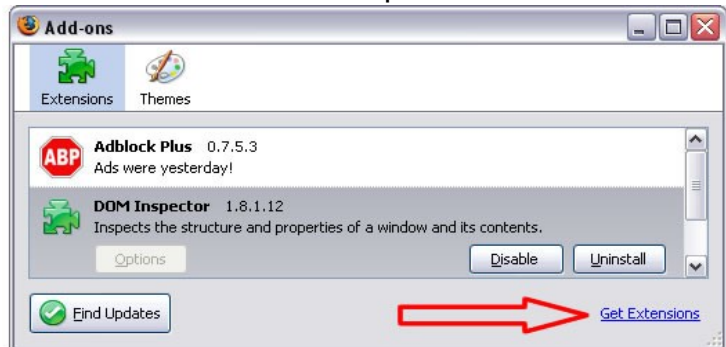 Add-ons
Extensions Themes
ABP Adblock Plus 0.7.5.3
Ads were yesterday!
DOM Inspector 1.8.1.12
Inspects the structure and properties of a window and its contents.
Options Disable Uninstall
Find Updates Get Extensions